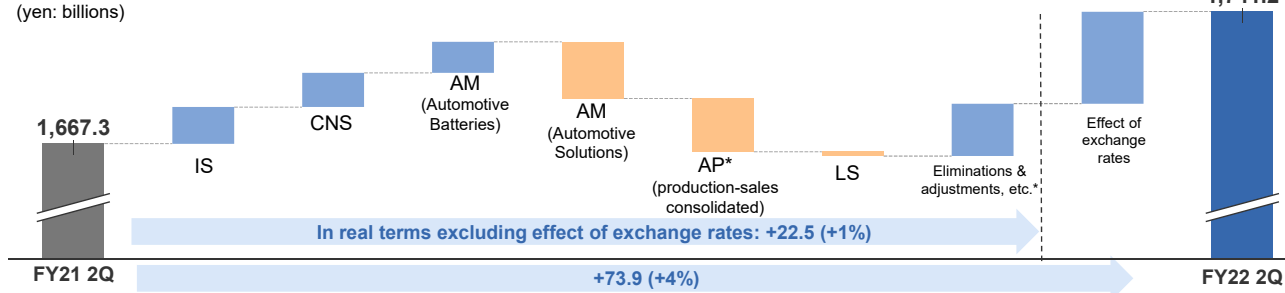 (yen: billions)
1,667.3
IS
CNS
AM
(Automotive
Batteries)
AM
(Automotive
Solutions)
AP*
(production-sales
consolidated)
LS
Eliminations &
adjustments, etc.*
Effect of
exchange
rates
In real terms excluding effect of exchange rates: +22.5 (+1%)
FY21 2Q
+73.9 (+4%)
FY22 2Q